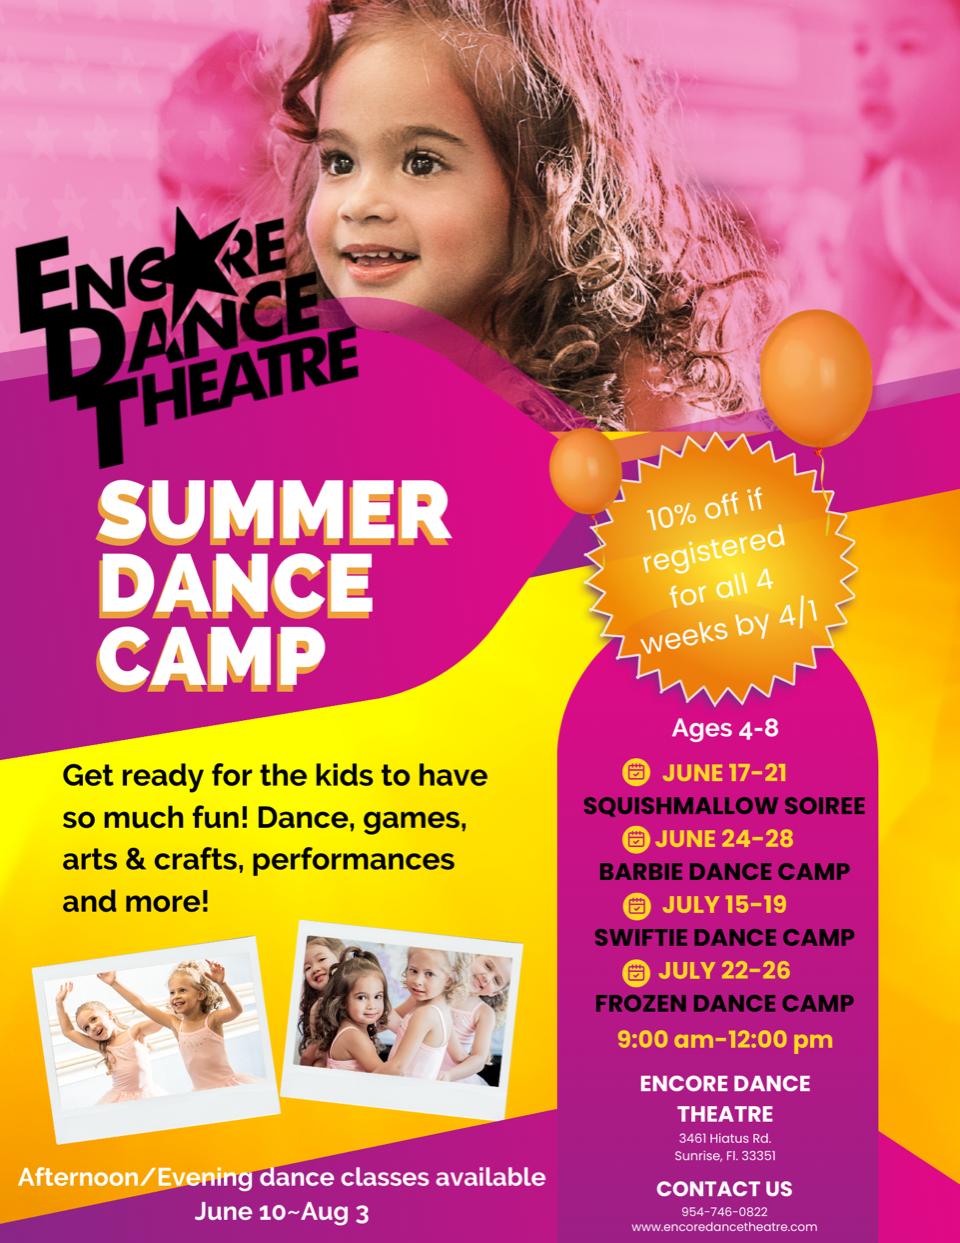 ENCORE
DANCE
THEATRE
SUMMER
DANCE
CAMP
10% off if
registered
for all 4
weeks by 4/1
Get ready for the kids to have
so much fun! Dance, games,
arts & crafts, performances
and more!
Ages 4-8
JUNE 17-21
SQUISHMALLOW SOIREE
JUNE 24-28
BARBIE DANCE CAMP
JULY 15-19
SWIFTIE DANCE CAMP
JULY 22-26
FROZEN DANCE CAMP
9:00 am-12:00 pm
ENCORE DANCE
THEATRE
3461 Hiatus Rd.
Sunrise, Fl. 33351
CONTACT US
954-746-0822
www.encoredancetheatre.com
Afternoon/Evening dance classes available
June 10~Aug 3